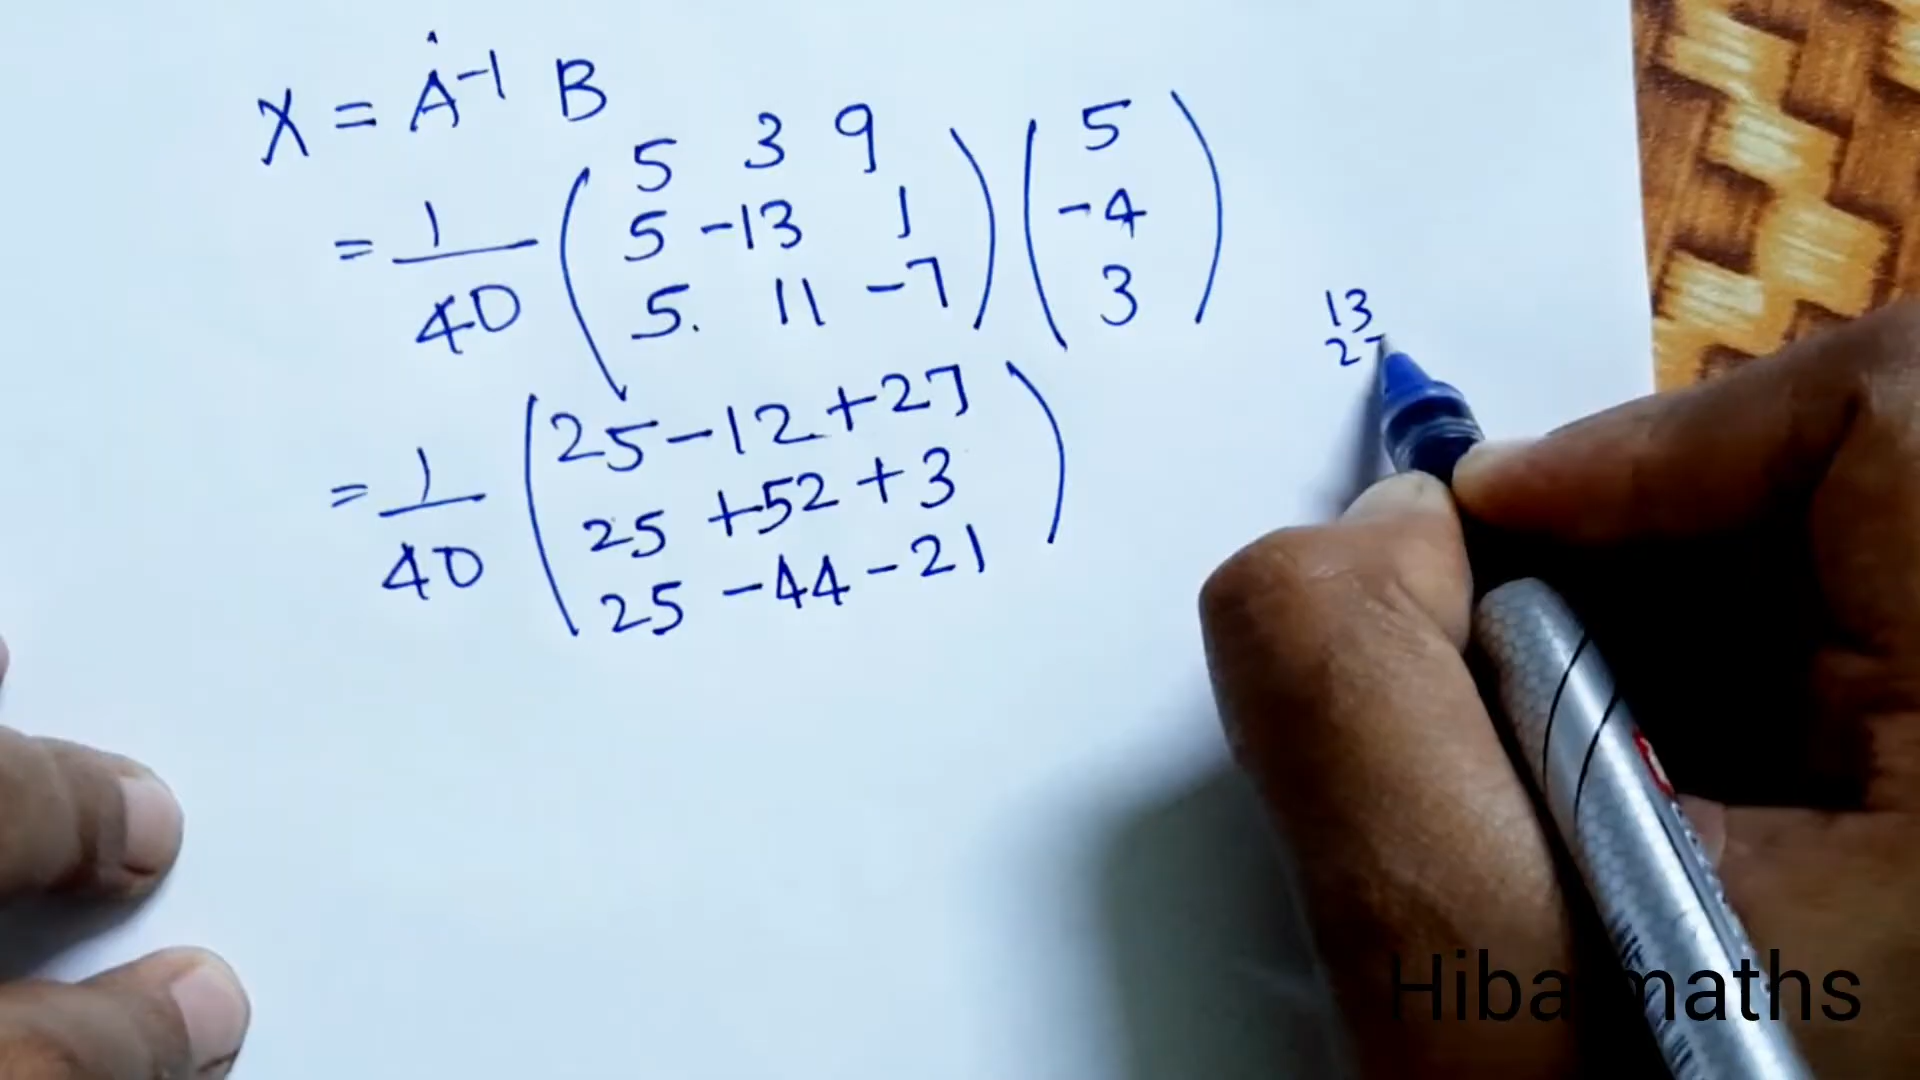 X = A⁻¹ B
= 1/40 ( 5 3 9
5 -13 1
5. 11 -7 ) ( 5
-4
3 )
= 1/40 ( 25 - 12 + 27
25 + 52 + 3
25 - 44 - 21 )
13
2
Hiba maths